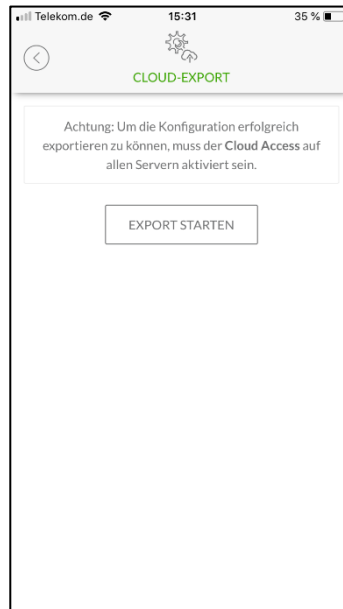 Telekom.de 15:31 35 %
CLOUD-EXPORT
Achtung: Um die Konfiguration erfolgreich
exportieren zu können, muss der Cloud Access auf
allen Servern aktiviert sein.
EXPORT STARTEN